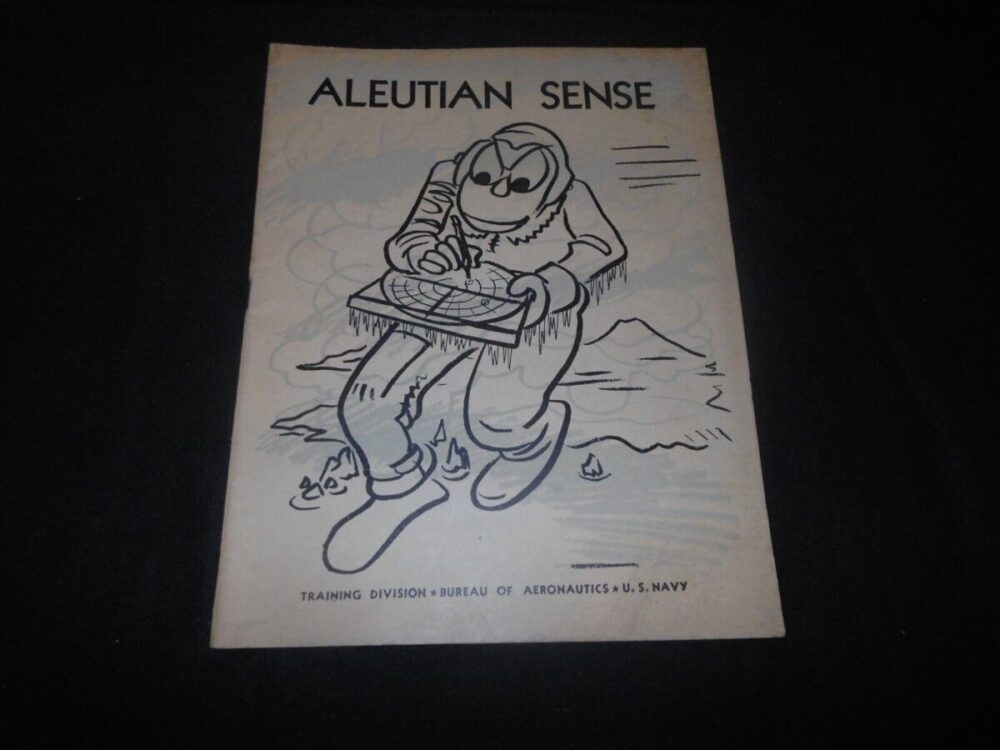 ALEUTIAN SENSE
TRAINING DIVISION ★ BUREAU OF AERONAUTICS ★ U. S. NAVY